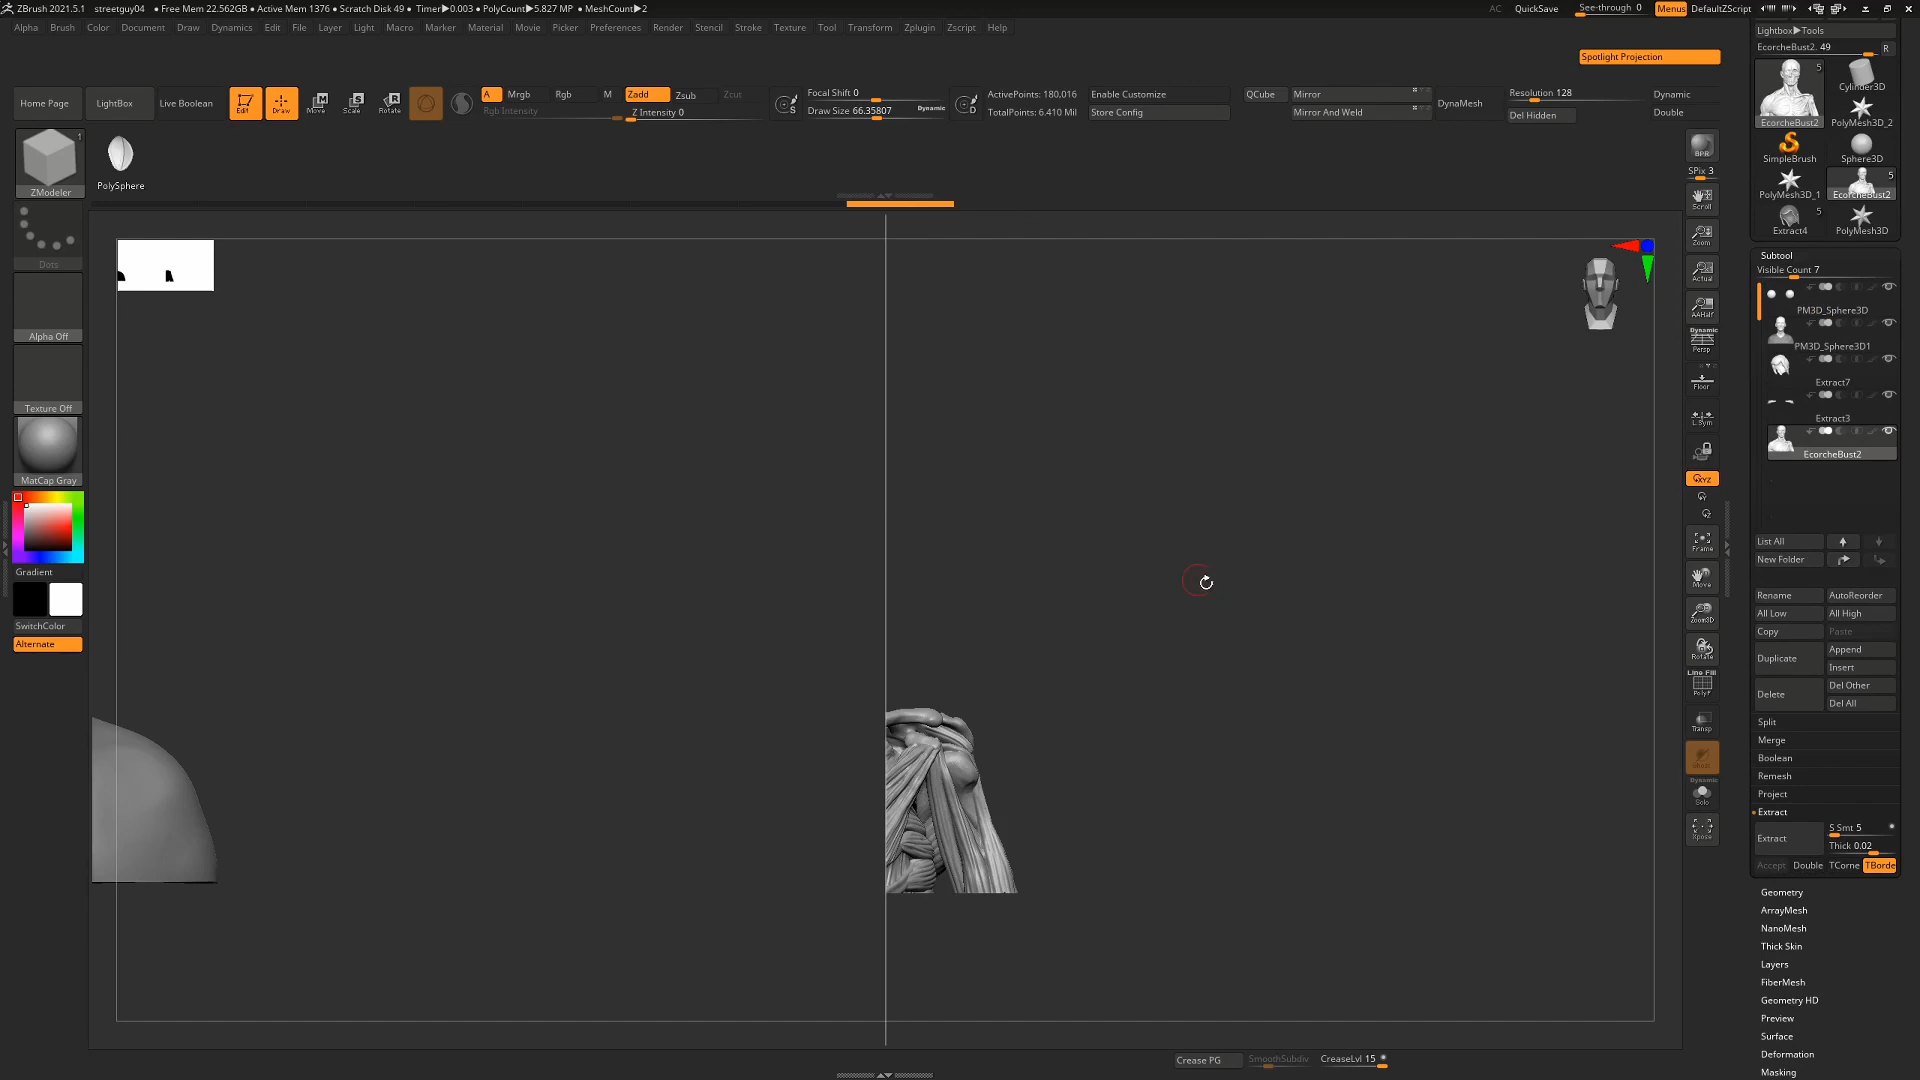 ZBrush 2021.5.1 streetguy04 • Free Mem 22.562GB • Active Mem 1376 • Scratch Disk 49 • Timer▶0.003 • PolyCount▶5.827 MP • MeshCount▶2 AC QuickSave See-through 0 Menus DefaultZScript
Alpha Brush Color Document Draw Dynamics Edit File Layer Light Macro Marker Material Movie Picker Preferences Render Stencil Stroke Texture Tool Transform Zplugin Zscript Help
Spotlight Projection
Home Page LightBox Live Boolean
Edit Draw Move Scale Rotate
A Mrgb Rgb M Zadd Zsub Zcut
Rgb Intensity Z Intensity 0
Focal Shift 0
Draw Size 66.35807 Dynamic
S D
ActivePoints: 180,016 Enable Customize
TotalPoints: 6.410 Mil Store Config
QCube Mirror
Mirror And Weld
DynaMesh
Resolution 128
Del Hidden
Dynamic
Double
1
ZModeler
PolySphere
Dots
Alpha Off
Texture Off
MatCap Gray
Gradient
SwitchColor
Alternate
BPR
SPix 3
Scroll
Zoom
Actual
AAHalf
Dynamic
Persp
Floor
L.Sym
XYZ
Y
Z
Frame
Move
Zoom3D
Rotate
Line Fill
PolyF
Transp
Ghost
Dynamic
Solo
Xpose
Lightbox▶Tools
EcorcheBust2. 49 R
5
EcorcheBust2 Cylinder3D
PolyMesh3D_2
SimpleBrush Sphere3D
5
PolyMesh3D_1 EcorcheBust2
5
Extract4 PolyMesh3D
Subtool
Visible Count 7
PM3D_Sphere3D
PM3D_Sphere3D1
Extract7
Extract3
EcorcheBust2
List All
New Folder
Rename AutoReorder
All Low All High
Copy Paste
Duplicate Append
Insert
Delete Del Other
Del All
Split
Merge
Boolean
Remesh
Project
Extract
Extract S Smt 5
Thick 0.02
Accept Double TCorne TBorde
Geometry
ArrayMesh
NanoMesh
Thick Skin
Layers
FiberMesh
Geometry HD
Preview
Surface
Deformation
Masking
Crease PG SmoothSubdiv CreaseLvl 15